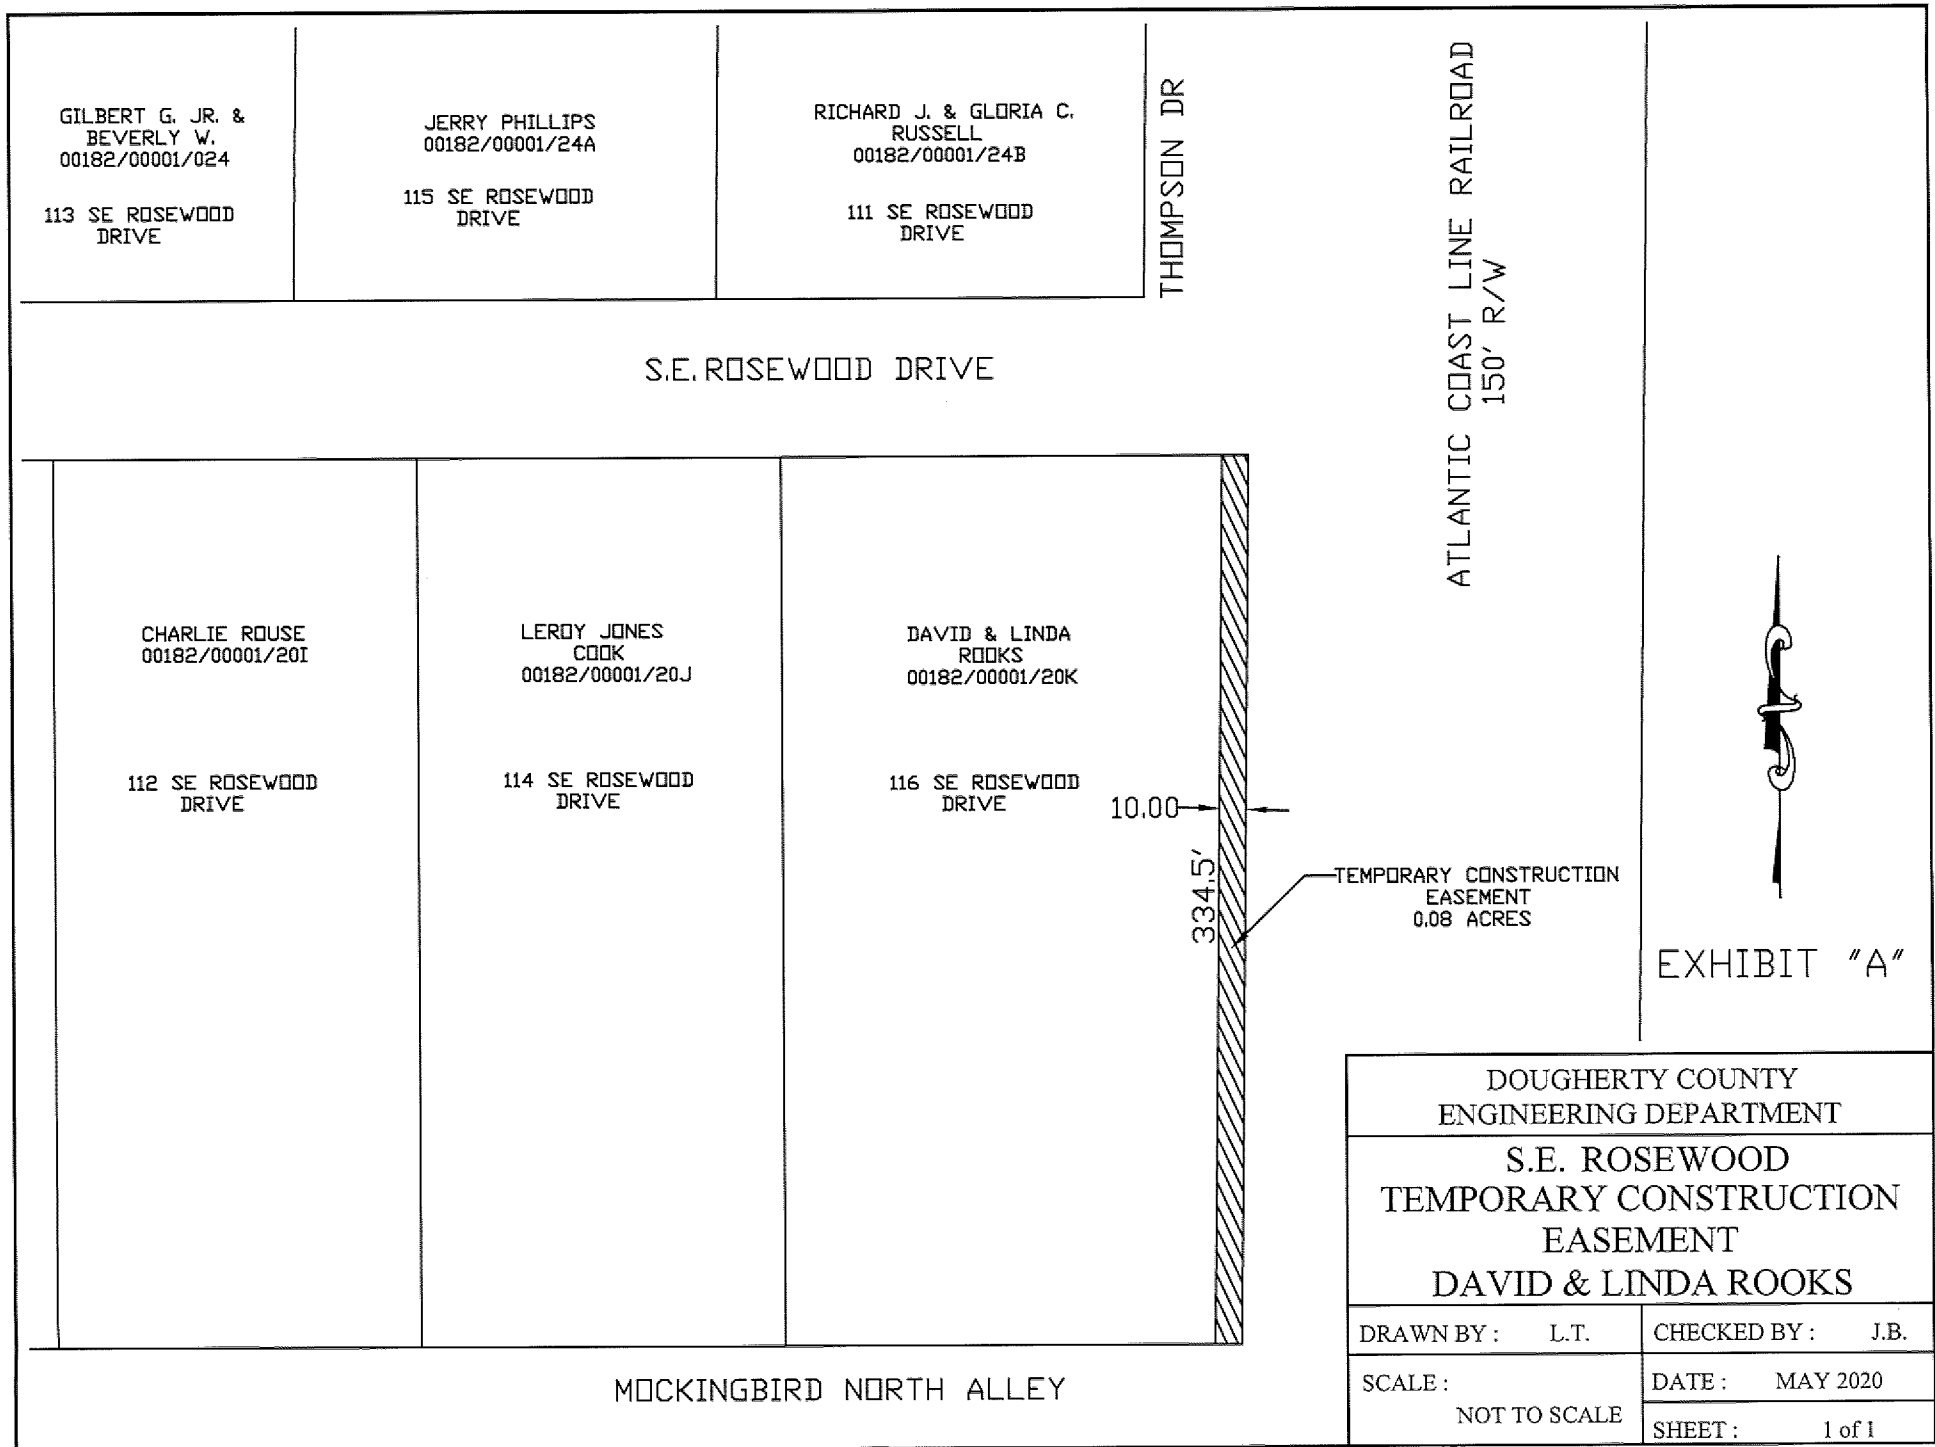 GILBERT G. JR. &
BEVERLY W.
00182/00001/024
113 SE ROSEWOOD
DRIVE
JERRY PHILLIPS
00182/00001/24A
115 SE ROSEWOOD
DRIVE
RICHARD J. & GLORIA C.
RUSSELL
00182/00001/24B
111 SE ROSEWOOD
DRIVE
THOMPSON DR
ATLANTIC COAST LINE RAILROAD
150' R/W
S.E. ROSEWOOD DRIVE
CHARLIE ROUSE
00182/00001/20I
112 SE ROSEWOOD
DRIVE
LEROY JONES
COOK
00182/00001/20J
114 SE ROSEWOOD
DRIVE
DAVID & LINDA
ROOKS
00182/00001/20K
116 SE ROSEWOOD
DRIVE
10.00
334.5'
TEMPORARY CONSTRUCTION
EASEMENT
0.08 ACRES
EXHIBIT "A"
MOCKINGBIRD NORTH ALLEY
DOUGHERTY COUNTY
ENGINEERING DEPARTMENT
S.E. ROSEWOOD
TEMPORARY CONSTRUCTION
EASEMENT
DAVID & LINDA ROOKS
DRAWN BY : L.T.
CHECKED BY : J.B.
SCALE :
NOT TO SCALE
DATE : MAY 2020
SHEET : 1 of 1